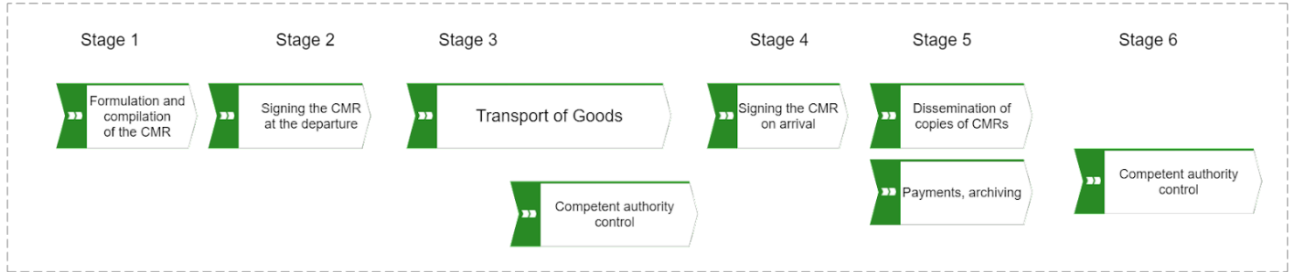 Stage 1
Stage 2
Stage 3
Stage 4
Stage 5
Stage 6
Formulation and
compilation
of the CMR
Signing the CMR
at the departure
Transport of Goods
Signing the CMR
on arrival
Dissemination of
copies of CMRs
Competent authority
control
Payments, archiving
Competent authority
control